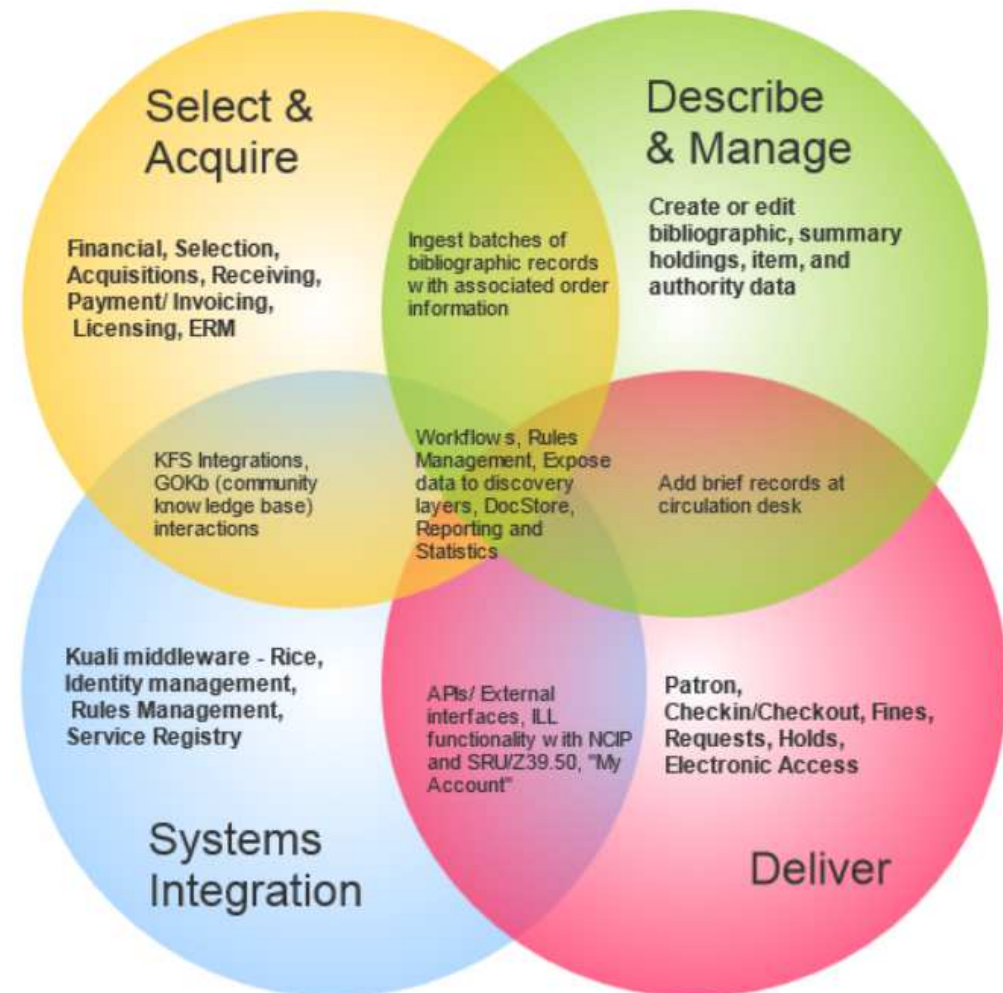 Select &
Acquire
Describe
& Manage
Financial, Selection,
Acquisitions, Receiving,
Payment/ Invoicing,
Licensing, ERM
Ingest batches of
bibliographic records
with associated order
information
Create or edit
bibliographic, summary
holdings, item, and
authority data
KFS Integrations,
GOKb (community
knowledge base)
interactions
Workflows, Rules
Management, Expose
data to discovery
layers, DocStore,
Reporting and
Statistics
Add brief records at
circulation desk
Kuali middleware - Rice,
Identity management,
Rules Management,
Service Registry
APIs/ External
interfaces, ILL
functionality with NCIP
and SRU/Z39.50, "My
Account"
Patron,
Checkin/Checkout, Fines,
Requests, Holds,
Electronic Access
Systems
Integration
Deliver